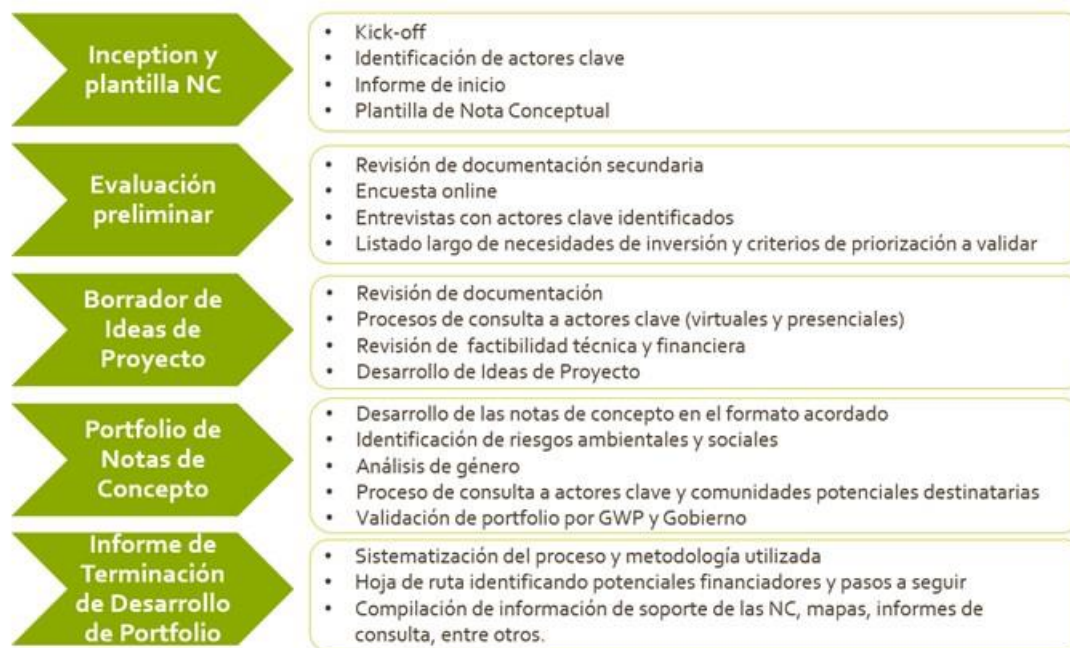 Inception y
plantilla NC
• Kick-off
• Identificación de actores clave
• Informe de inicio
• Plantilla de Nota Conceptual
Evaluación
preliminar
• Revisión de documentación secundaria
• Encuesta online
• Entrevistas con actores clave identificados
• Listado largo de necesidades de inversión y criterios de priorización a validar
Borrador de
Ideas de
Proyecto
• Revisión de documentación
• Procesos de consulta a actores clave (virtuales y presenciales)
• Revisión de factibilidad técnica y financiera
• Desarrollo de Ideas de Proyecto
Portfolio de
Notas de
Concepto
• Desarrollo de las notas de concepto en el formato acordado
• Identificación de riesgos ambientales y sociales
• Análisis de género
• Proceso de consulta a actores clave y comunidades potenciales destinatarias
• Validación de portfolio por GWP y Gobierno
Informe de
Terminación
de Desarrollo
de Portfolio
• Sistematización del proceso y metodología utilizada
• Hoja de ruta identificando potenciales financiadores y pasos a seguir
• Compilación de información de soporte de las NC, mapas, informes de
consulta, entre otros.